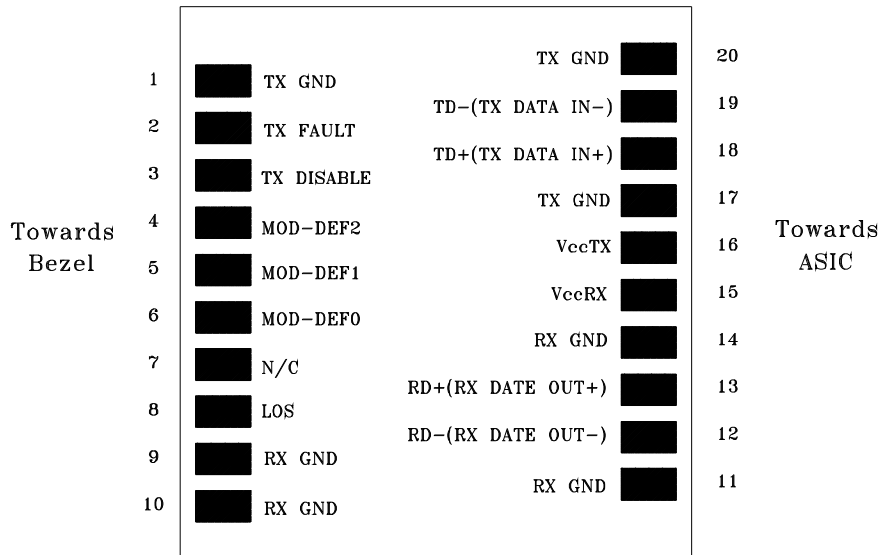 Towards
Bezel
1 TX GND
2 TX FAULT
3 TX DISABLE
4 MOD-DEF2
5 MOD-DEF1
6 MOD-DEF0
7 N/C
8 LOS
9 RX GND
10 RX GND
TX GND 20
TD-(TX DATA IN-) 19
TD+(TX DATA IN+) 18
TX GND 17
VccTX 16
VccRX 15
RX GND 14
RD+(RX DATE OUT+) 13
RD-(RX DATE OUT-) 12
RX GND 11
Towards
ASIC